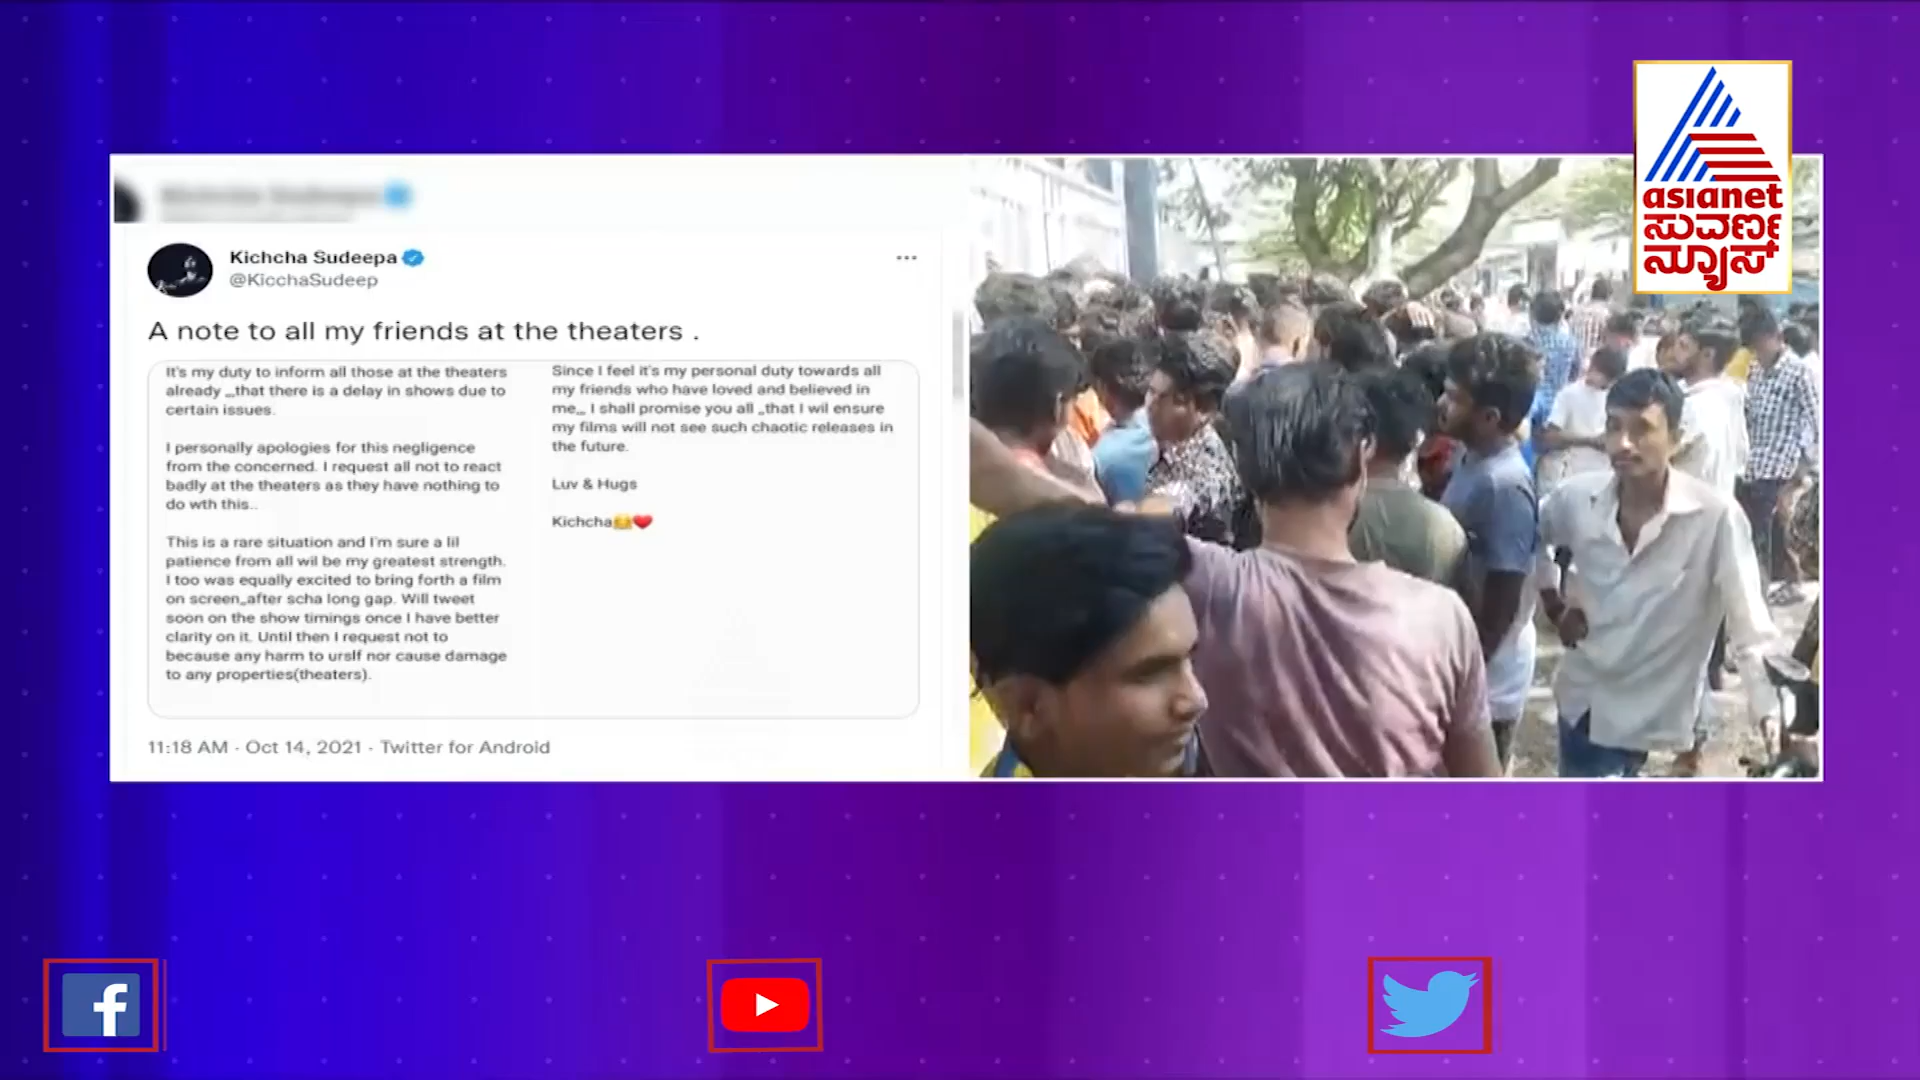 asianet
ಸುವರ್ಣ
ನ್ಯೂಸ್
Kichcha Sudeepa
@KicchaSudeep
A note to all my friends at the theaters .
It's my duty to inform all those at the theaters
already ,,,that there is a delay in shows due to
certain issues.
I personally apologies for this negligence
from the concerned. I request all not to react
badly at the theaters as they have nothing to
do wth this..
This is a rare situation and I'm sure a lil
patience from all wil be my greatest strength.
I too was equally excited to bring forth a film
on screen,,after scha long gap. Will tweet
soon on the show timings once I have better
clarity on it. Until then I request not to
because any harm to urslf nor cause damage
to any properties(theaters).
Since I feel it's my personal duty towards all
my friends who have loved and believed in
me,,, I shall promise you all ,,that I wil ensure
my films will not see such chaotic releases in
the future.
Luv & Hugs
Kichcha😊❤️
11:18 AM · Oct 14, 2021 · Twitter for Android